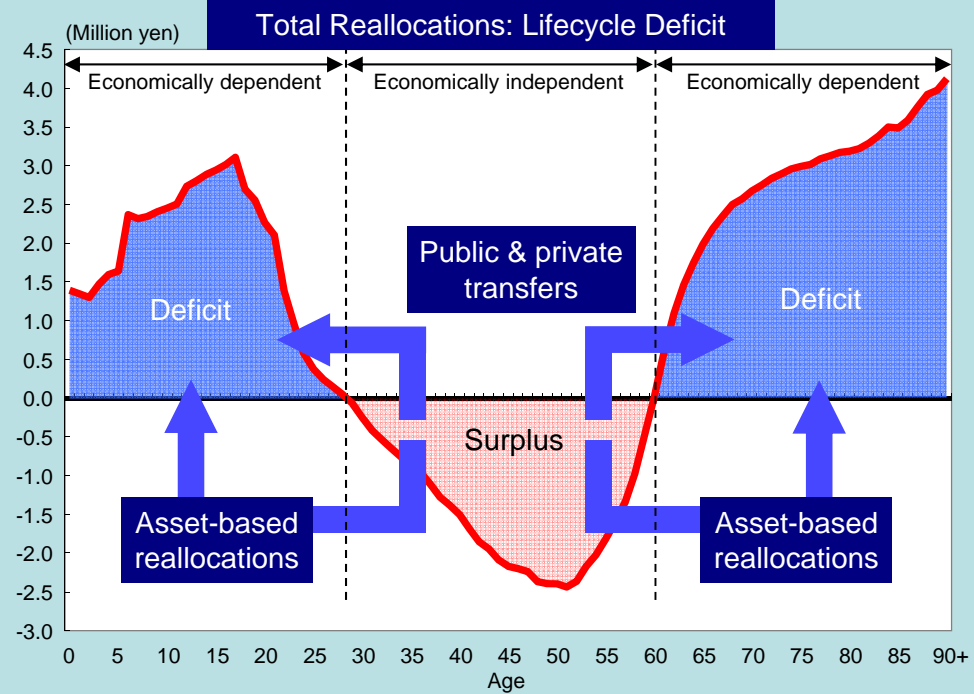 Total Reallocations: Lifecycle Deficit
(Million yen)
4.5
Economically dependent
Economically independent
Economically dependent
4.0
3.5
3.0
2.5
2.0
1.5
1.0
0.5
0.0
-0.5
-1.0
-1.5
-2.0
-2.5
-3.0
Public & private
transfers
Deficit
Deficit
Surplus
Asset-based
reallocations
Asset-based
reallocations
0 5 10 15 20 25 30 35 40 45 50 55 60 65 70 75 80 85 90+
Age